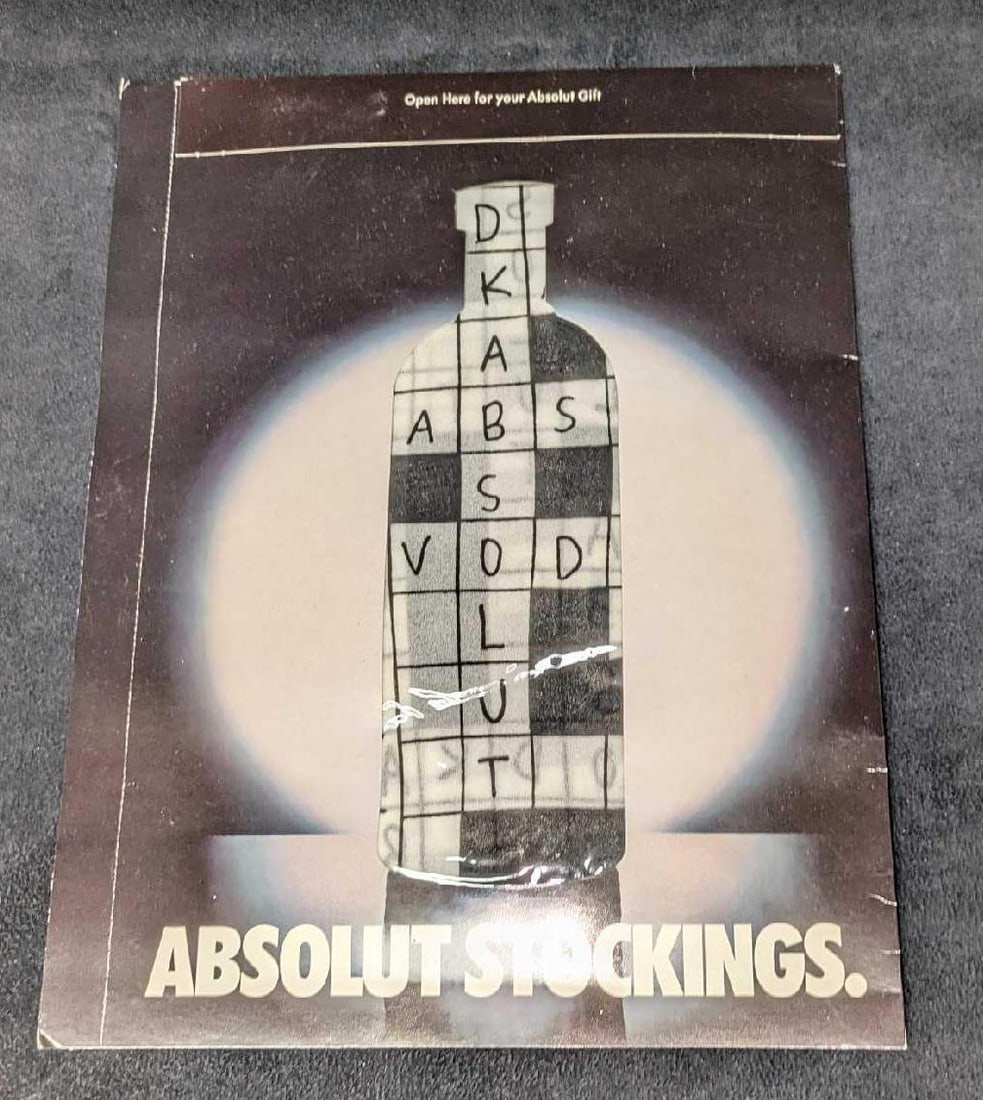 Open Here for your Absolut Gift
D
K
A
A B S
S
V O D
L
U
T
ABSOLUT STOCKINGS.